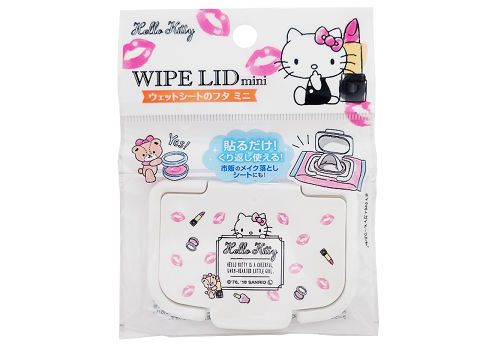 Hello Kitty
WIPE LID mini
ウェットシートのフタ ミニ
Yes!
貼るだけ!
くり返し使える!
市販のメイク落とし
シートにも!
Hello Kitty
HELLO KITTY IS A CHEERFUL,
WARM-HEARTED LITTLE GIRL.
©'76, '19 SANRIO Ⓛ